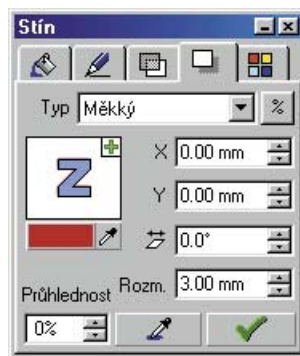 Stín
Typ Měkký %
X 0.00 mm
Y 0.00 mm
0.0°
Průhlednost Rozm. 3.00 mm
0%